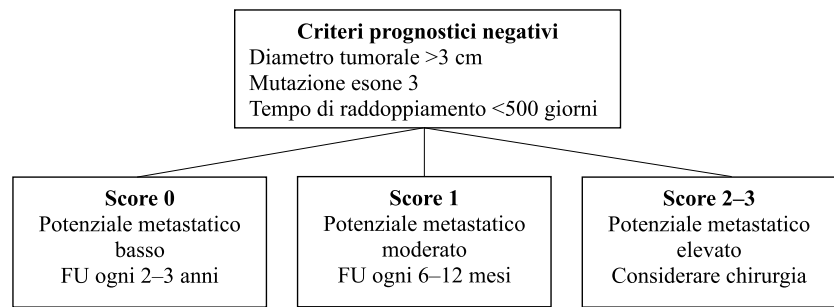 Criteri prognostici negativi
Diametro tumorale >3 cm
Mutazione esone 3
Tempo di raddoppiamento <500 giorni
Score 0
Potenziale metastatico
basso
FU ogni 2–3 anni
Score 1
Potenziale metastatico
moderato
FU ogni 6–12 mesi
Score 2–3
Potenziale metastatico
elevato
Considerare chirurgia